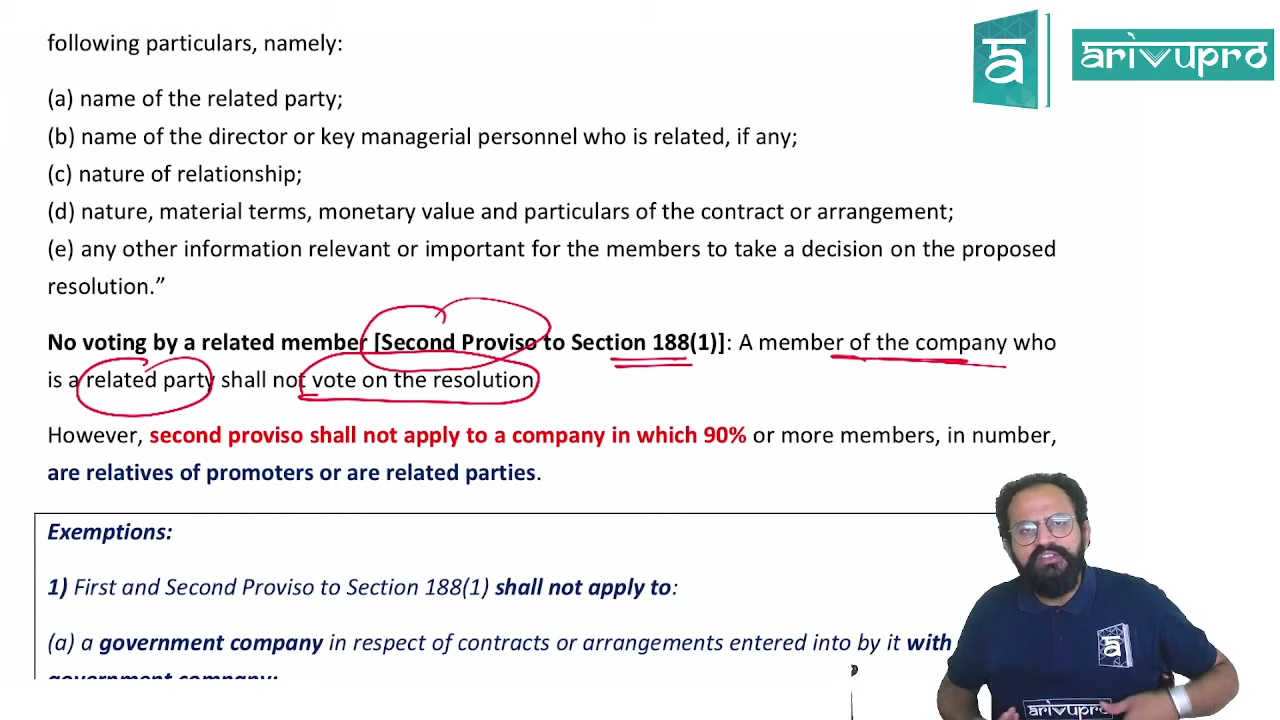 following particulars, namely:
(a) name of the related party;
(b) name of the director or key managerial personnel who is related, if any;
(c) nature of relationship;
(d) nature, material terms, monetary value and particulars of the contract or arrangement;
(e) any other information relevant or important for the members to take a decision on the proposed
resolution.”
No voting by a related member [Second Proviso to Section 188(1)]: A member of the company who
is a related party shall not vote on the resolution
However, second proviso shall not apply to a company in which 90% or more members, in number,
are relatives of promoters or are related parties.
Exemptions:
1) First and Second Proviso to Section 188(1) shall not apply to:
(a) a government company in respect of contracts or arrangements entered into by it with
government company;
arivupro
arivupro